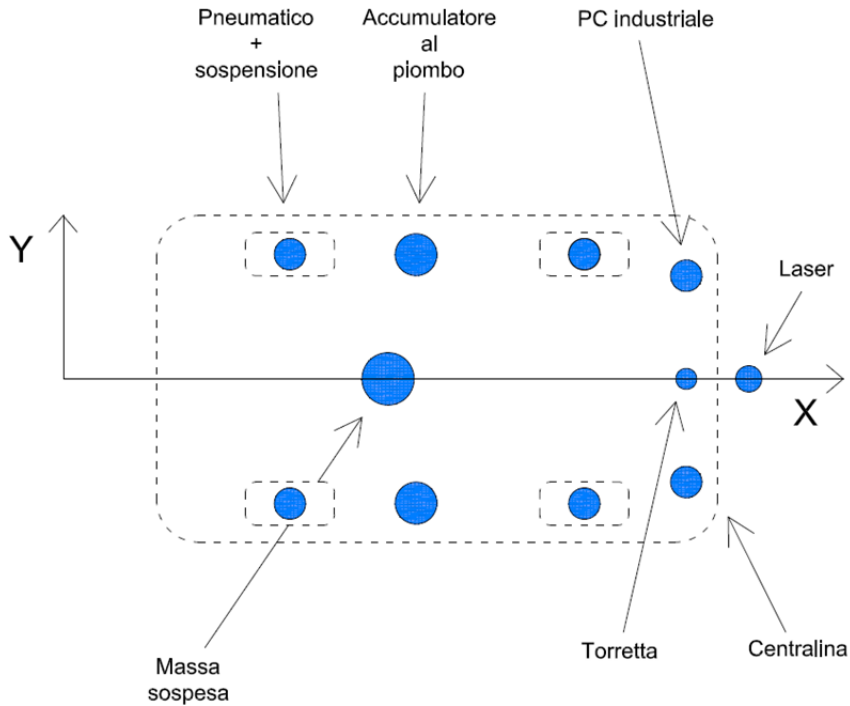 Pneumatico
+
sospensione
Accumulatore
al
piombo
PC industriale
Laser
Y
X
Massa
sospesa
Torretta
Centralina